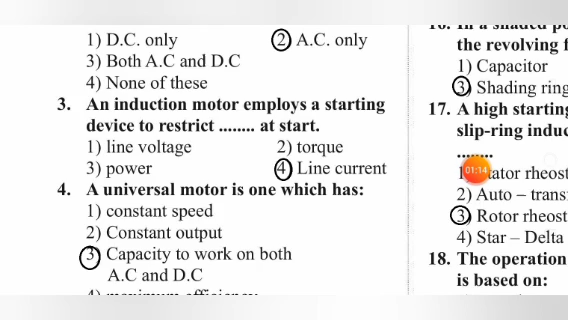 1) D.C. only 2) A.C. only
3) Both A.C and D.C
4) None of these
3. An induction motor employs a starting
device to restrict ........ at start.
1) line voltage 2) torque
3) power 4) Line current
4. A universal motor is one which has:
1) constant speed
2) Constant output
3) Capacity to work on both
A.C and D.C
the revolving f
1) Capacitor
3) Shading ring
17. A high starting
slip-ring induc
........
01:14
2) Auto – trans
3) Rotor rheost
4) Star – Delta
18. The operation
is based on: